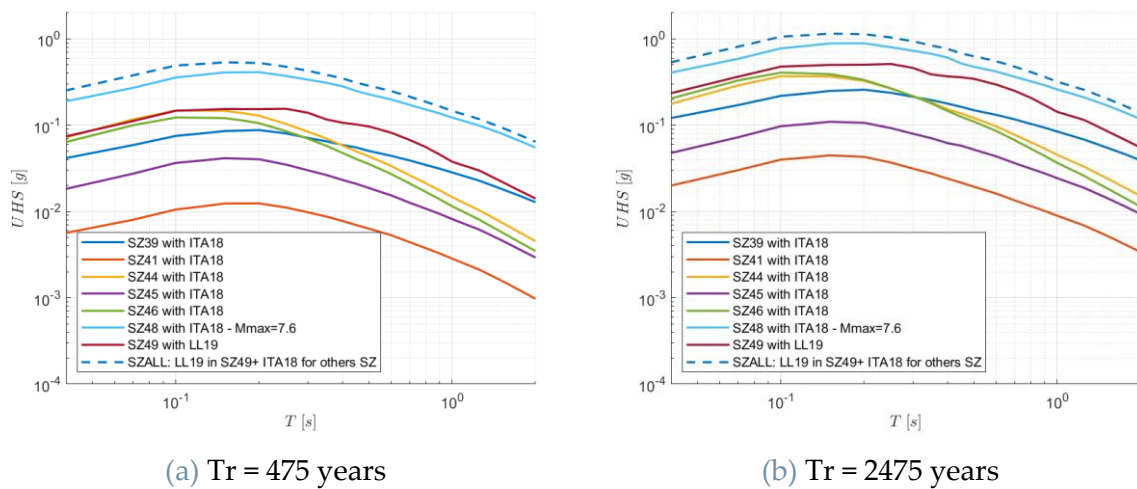 10^0
10^-1
10^-2
10^-3
10^-4
UHS [g]
SZ39 with ITA18
SZ41 with ITA18
SZ44 with ITA18
SZ45 with ITA18
SZ46 with ITA18
SZ48 with ITA18 - Mmax=7.6
SZ49 with LL19
SZALL: LL19 in SZ49+ ITA18 for others SZ
10^-1 10^0
T [s]
(a) Tr = 475 years
10^0
10^-1
10^-2
10^-3
10^-4
UHS [g]
SZ39 with ITA18
SZ41 with ITA18
SZ44 with ITA18
SZ45 with ITA18
SZ46 with ITA18
SZ48 with ITA18 - Mmax=7.6
SZ49 with LL19
SZALL: LL19 in SZ49+ ITA18 for others SZ
10^-1 10^0
T [s]
(b) Tr = 2475 years